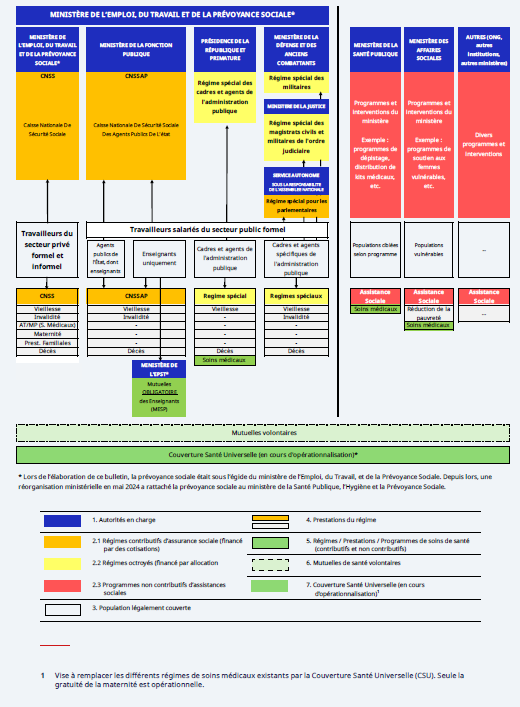 MINISTÈRE DE L'EMPLOI, DU TRAVAIL ET DE LA PRÉVOYANCE SOCIALE*
MINISTÈRE DE
L'EMPLOI, DU TRAVAIL
ET DE LA PRÉVOYANCE
SOCIALE*
CNSS
Caisse Nationale De
Sécurité Sociale
MINISTÈRE DE LA FONCTION
PUBLIQUE
CNSSAP
Caisse Nationale De Sécurité Sociale
Des Agents Publics De L'état
PRÉSIDENCE DE LA
RÉPUBLIQUE ET
PRIMATURE
Régime spécial des
cadres et agents de
l'administration
publique
MINISTÈRE DE LA
DÉFENSE ET DES
ANCIENS
COMBATTANTS
Régime spécial des
militaires
MINISTÈRE DE LA JUSTICE
Régime spécial des
magistrats civils et
militaires de l'ordre
judiciaire
SERVICE AUTONOME
SOUS LA RESPONSABILITÉ
DE L'ASSEMBLÉE NATIONALE
Régime spécial pour les
parlementaires
MINISTÈRE DE LA
SANTÉ PUBLIQUE
Programmes et
interventions du
ministère
Exemple :
programmes de
dépistage,
distribution de
kits médicaux,
etc.
MINISTÈRE DES
AFFAIRES
SOCIALES
Programmes et
interventions du
ministère
Exemple :
programmes de
soutien aux
femmes
vulnérables,
etc.
AUTRES (ONG,
autres
institutions,
autres ministères)
Divers
programmes et
interventions
Travailleurs du
secteur privé
formel et
informel
Travailleurs salariés du secteur public formel
Agents
publics de
l'État, dont
enseignants
Enseignants
uniquement
Cadres et agents de
l'administration
publique
Cadres et agents
spécifiques de
l'administration
publique
Populations ciblées
selon programme
Populations
vulnérables
...
CNSS
Vieillesse
Invalidité
AT/MP (S. Médicaux)
Maternité
Prest. Familiales
Décès
CNSSAP
Vieillesse
Invalidité
-
-
-
Décès
MINISTÈRE DE
L'EPST*
Mutuelles
OBLIGATOIRE
des Enseignants
(MESP)
Regime spécial
Vieillesse
-
-
-
-
Décès
Soins médicaux
Regimes spéciaux
Vieillesse
Invalidité
-
-
-
Décès
Assistance
Sociale
Soins médicaux
Assistance
Sociale
Réduction de la
pauvreté
Soins médicaux
Assistance
Sociale
...
Mutuelles volontaires
Couverture Santé Universelle (en cours d'opérationnalisation)*
* Lors de l'élaboration de ce bulletin, la prévoyance sociale était sous l'égide du ministère de l'Emploi, du Travail, et de la Prévoyance Sociale. Depuis lors, une
réorganisation ministérielle en mai 2024 a rattaché la prévoyance sociale au ministère de la Santé Publique, l'Hygiène et la Prévoyance Sociale.
1. Autorités en charge
2.1 Régimes contributifs d'assurance sociale (financé
par des cotisations)
2.2 Régimes octroyés (financé par allocation)
2.3 Programmes non contributifs d'assistances
sociales
3. Population légalement couverte
4. Prestations du régime
5. Régimes / Prestations / Programmes de soins de santé
(contributifs et non contributifs)
6. Mutuelles de santé volontaires
7. Couverture Santé Universelle (en cours
d'opérationnalisation)¹
1 Vise à remplacer les différents régimes de soins médicaux existants par la Couverture Santé Universelle (CSU). Seule la
gratuité de la maternité est opérationnelle.